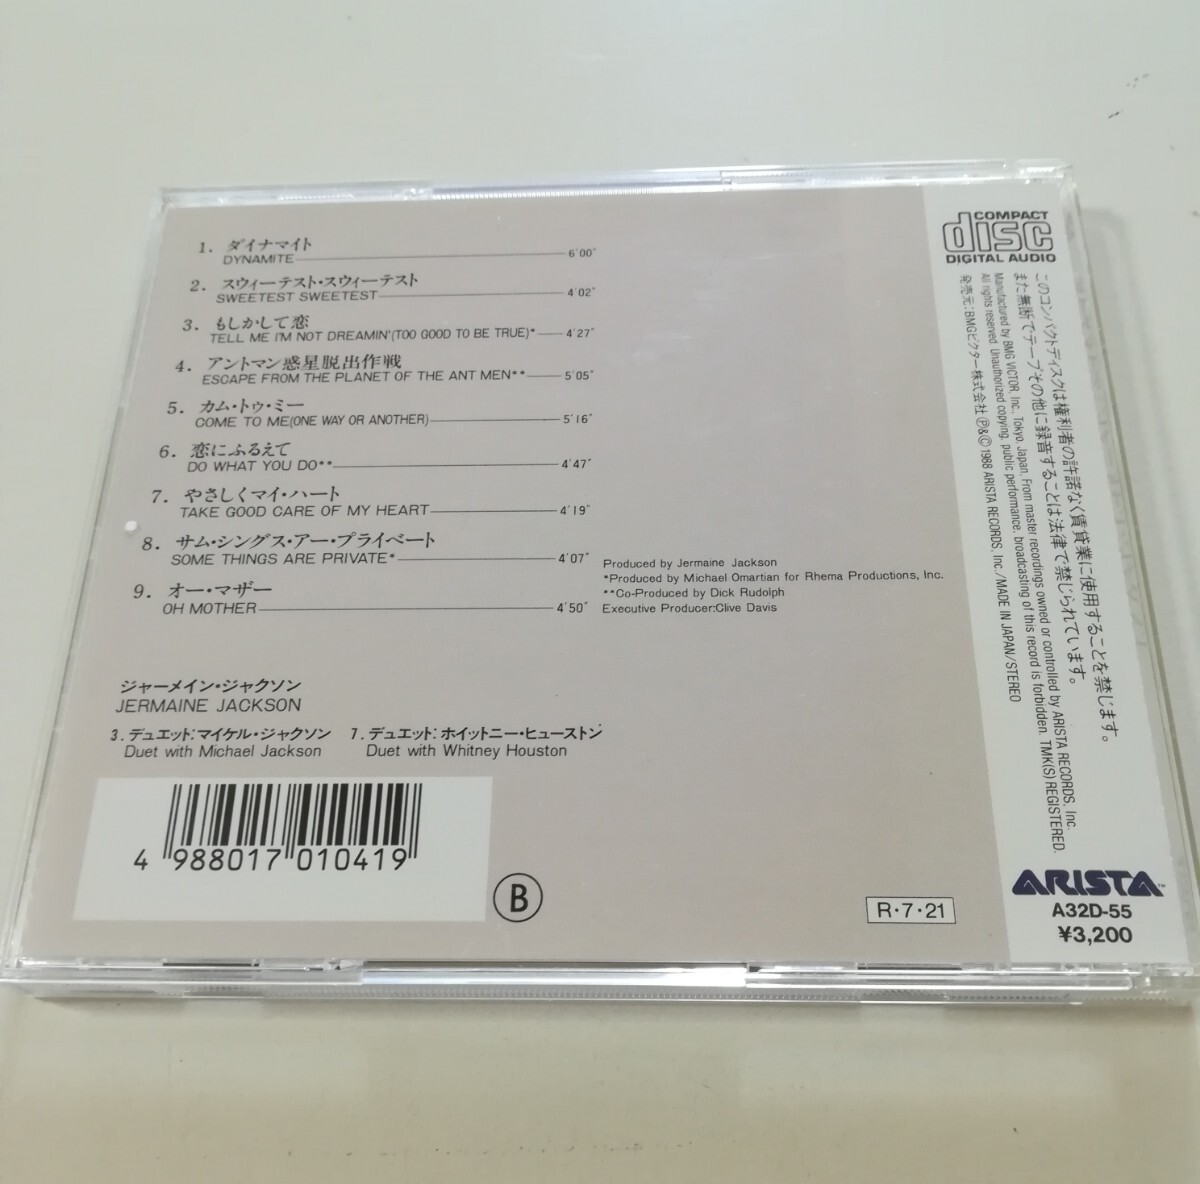 1. ダイナマイト
DYNAMITE 6'00"
2. スウィーテスト・スウィーテスト
SWEETEST SWEETEST 4'02"
3. もしかして恋
TELL ME I'M NOT DREAMIN'(TOO GOOD TO BE TRUE)* 4'27"
4. アントマン惑星脱出作戦
ESCAPE FROM THE PLANET OF THE ANT MEN** 5'05"
5. カム・トゥ・ミー
COME TO ME(ONE WAY OR ANOTHER) 5'16"
6. 恋にふるえて
DO WHAT YOU DO** 4'47"
7. やさしくマイ・ハート
TAKE GOOD CARE OF MY HEART 4'19"
8. サム・シングス・アー・プライベート
SOME THINGS ARE PRIVATE* 4'07"
9. オー・マザー
OH MOTHER 4'50"
Produced by Jermaine Jackson
*Produced by Michael Omartian for Rhema Productions, Inc.
**Co-Produced by Dick Rudolph
Executive Producer:Clive Davis
ジャーメイン・ジャクソン
JERMAINE JACKSON
3. デュエット:マイケル・ジャクソン 7. デュエット:ホイットニー・ヒューストン
Duet with Michael Jackson Duet with Whitney Houston
4 988017 010419
B
R・7・21
COMPACT
disc
DIGITAL AUDIO
このコンパクトディスクは権利者の許諾なく賃貸業に使用することを禁じます。
また無断でテープその他に録音することは法律で禁じられています。
Manufactured by BMG VICTOR, Inc., Tokyo, Japan. From master recordings owned or controlled by ARISTA RECORDS, Inc.
All rights reserved. Unauthorized copying, public performance, broadcasting of this record is forbidden. TMK(S) REGISTERED.
発売元:BMGビクター株式会社 Ⓟ&© 1988 ARISTA RECORDS, Inc./MADE IN JAPAN/STEREO
ARISTA™
A32D-55
¥3,200